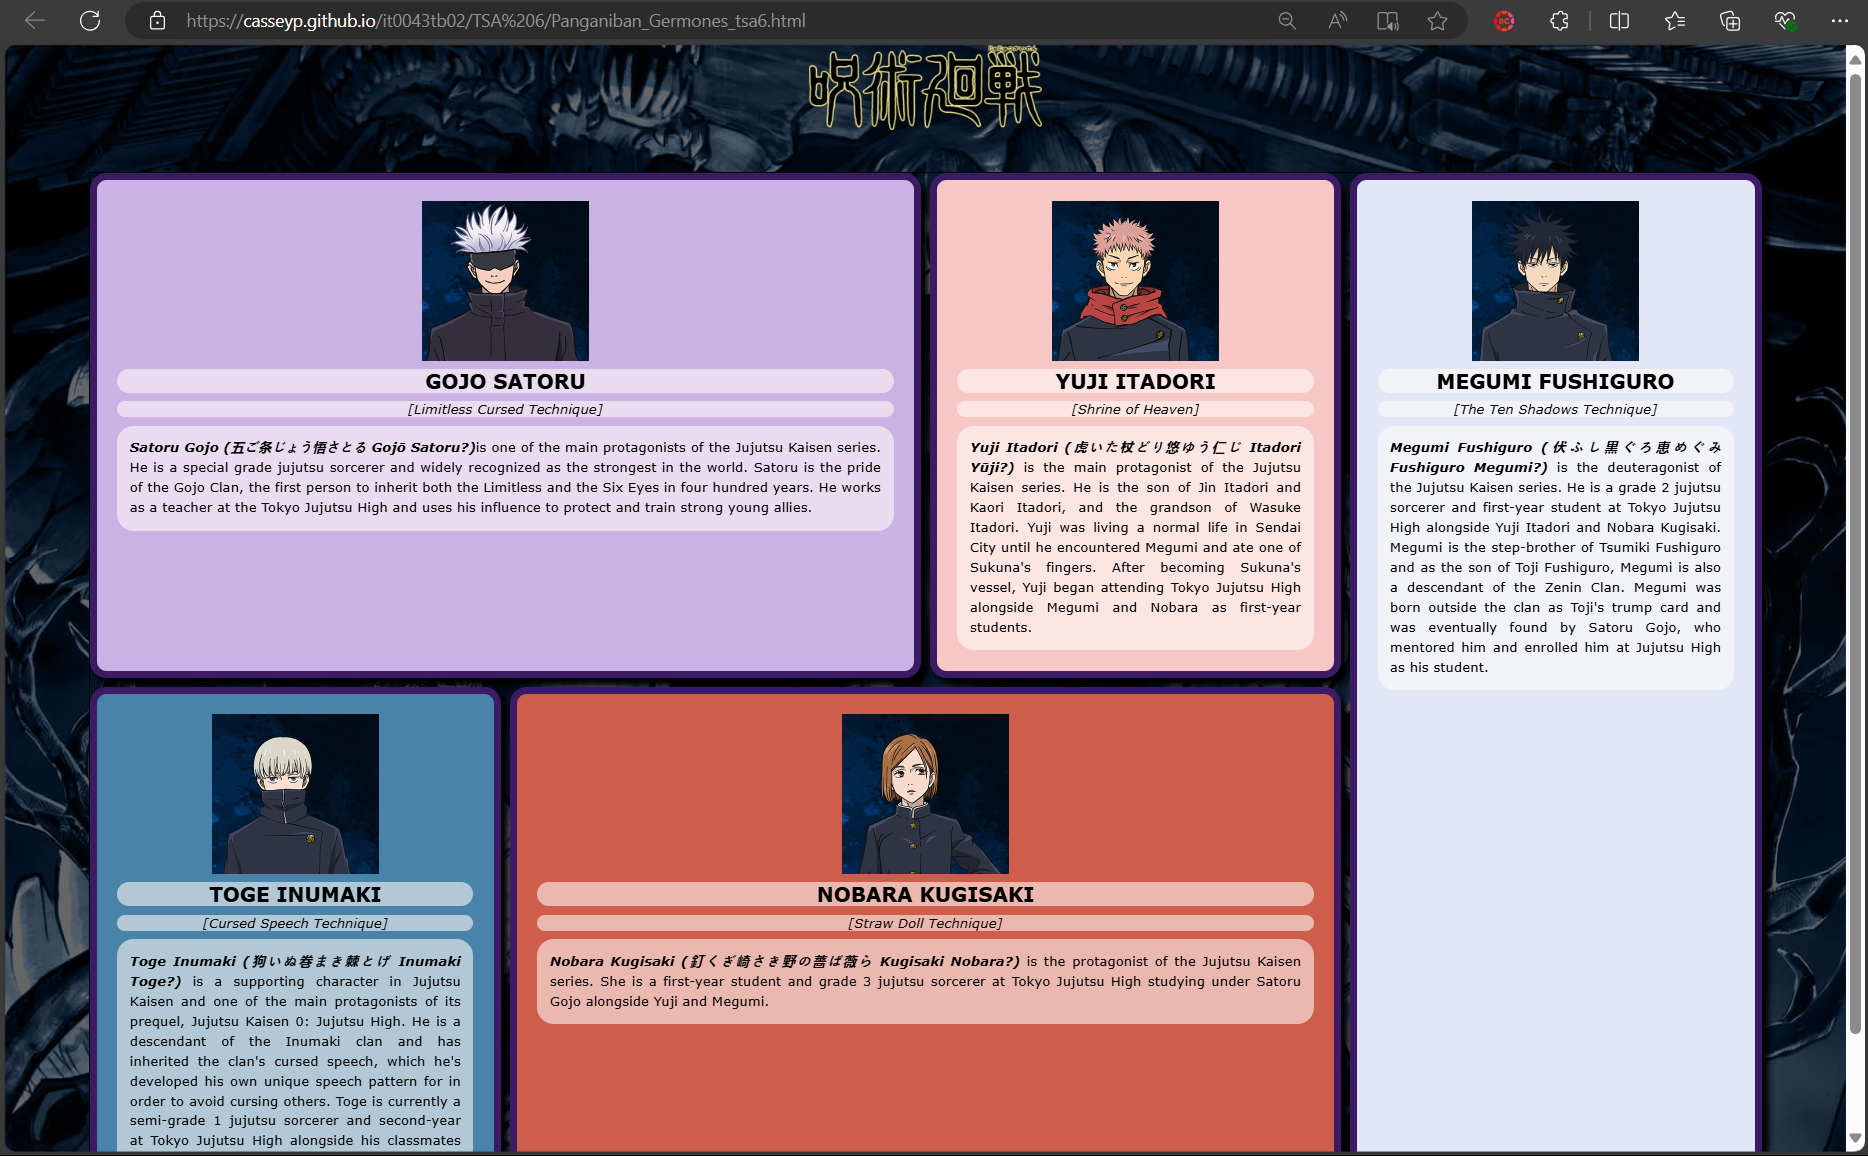 https://casseyp.github.io/it0043tb02/TSA%206/Panganiban_Germones_tsa6.html
呪術廻戦
GOJO SATORU
[Limitless Cursed Technique]
Satoru Gojo (五ご条じょう悟さとる Gojō Satoru?)is one of the main protagonists of the Jujutsu Kaisen series.
He is a special grade jujutsu sorcerer and widely recognized as the strongest in the world. Satoru is the pride
of the Gojo Clan, the first person to inherit both the Limitless and the Six Eyes in four hundred years. He works
as a teacher at the Tokyo Jujutsu High and uses his influence to protect and train strong young allies.
YUJI ITADORI
[Shrine of Heaven]
Yuji Itadori (虎いた杖どり悠ゆう仁じ Itadori
Yūji?) is the main protagonist of the Jujutsu
Kaisen series. He is the son of Jin Itadori and
Kaori Itadori, and the grandson of Wasuke
Itadori. Yuji was living a normal life in Sendai
City until he encountered Megumi and ate one of
Sukuna's fingers. After becoming Sukuna's
vessel, Yuji began attending Tokyo Jujutsu High
alongside Megumi and Nobara as first-year
students.
MEGUMI FUSHIGURO
[The Ten Shadows Technique]
Megumi Fushiguro (伏ふし黒ぐろ恵めぐみ
Fushiguro Megumi?) is the deuteragonist of
the Jujutsu Kaisen series. He is a grade 2 jujutsu
sorcerer and first-year student at Tokyo Jujutsu
High alongside Yuji Itadori and Nobara Kugisaki.
Megumi is the step-brother of Tsumiki Fushiguro
and as the son of Toji Fushiguro, Megumi is also
a descendant of the Zenin Clan. Megumi was
born outside the clan as Toji's trump card and
was eventually found by Satoru Gojo, who
mentored him and enrolled him at Jujutsu High
as his student.
TOGE INUMAKI
[Cursed Speech Technique]
Toge Inumaki (狗いぬ巻まき棘とげ Inumaki
Toge?) is a supporting character in Jujutsu
Kaisen and one of the main protagonists of its
prequel, Jujutsu Kaisen 0: Jujutsu High. He is a
descendant of the Inumaki clan and has
inherited the clan's cursed speech, which he's
developed his own unique speech pattern for in
order to avoid cursing others. Toge is currently a
semi-grade 1 jujutsu sorcerer and second-year
at Tokyo Jujutsu High alongside his classmates
NOBARA KUGISAKI
[Straw Doll Technique]
Nobara Kugisaki (釘くぎ崎さき野の薔ば薇ら Kugisaki Nobara?) is the protagonist of the Jujutsu Kaisen
series. She is a first-year student and grade 3 jujutsu sorcerer at Tokyo Jujutsu High studying under Satoru
Gojo alongside Yuji and Megumi.